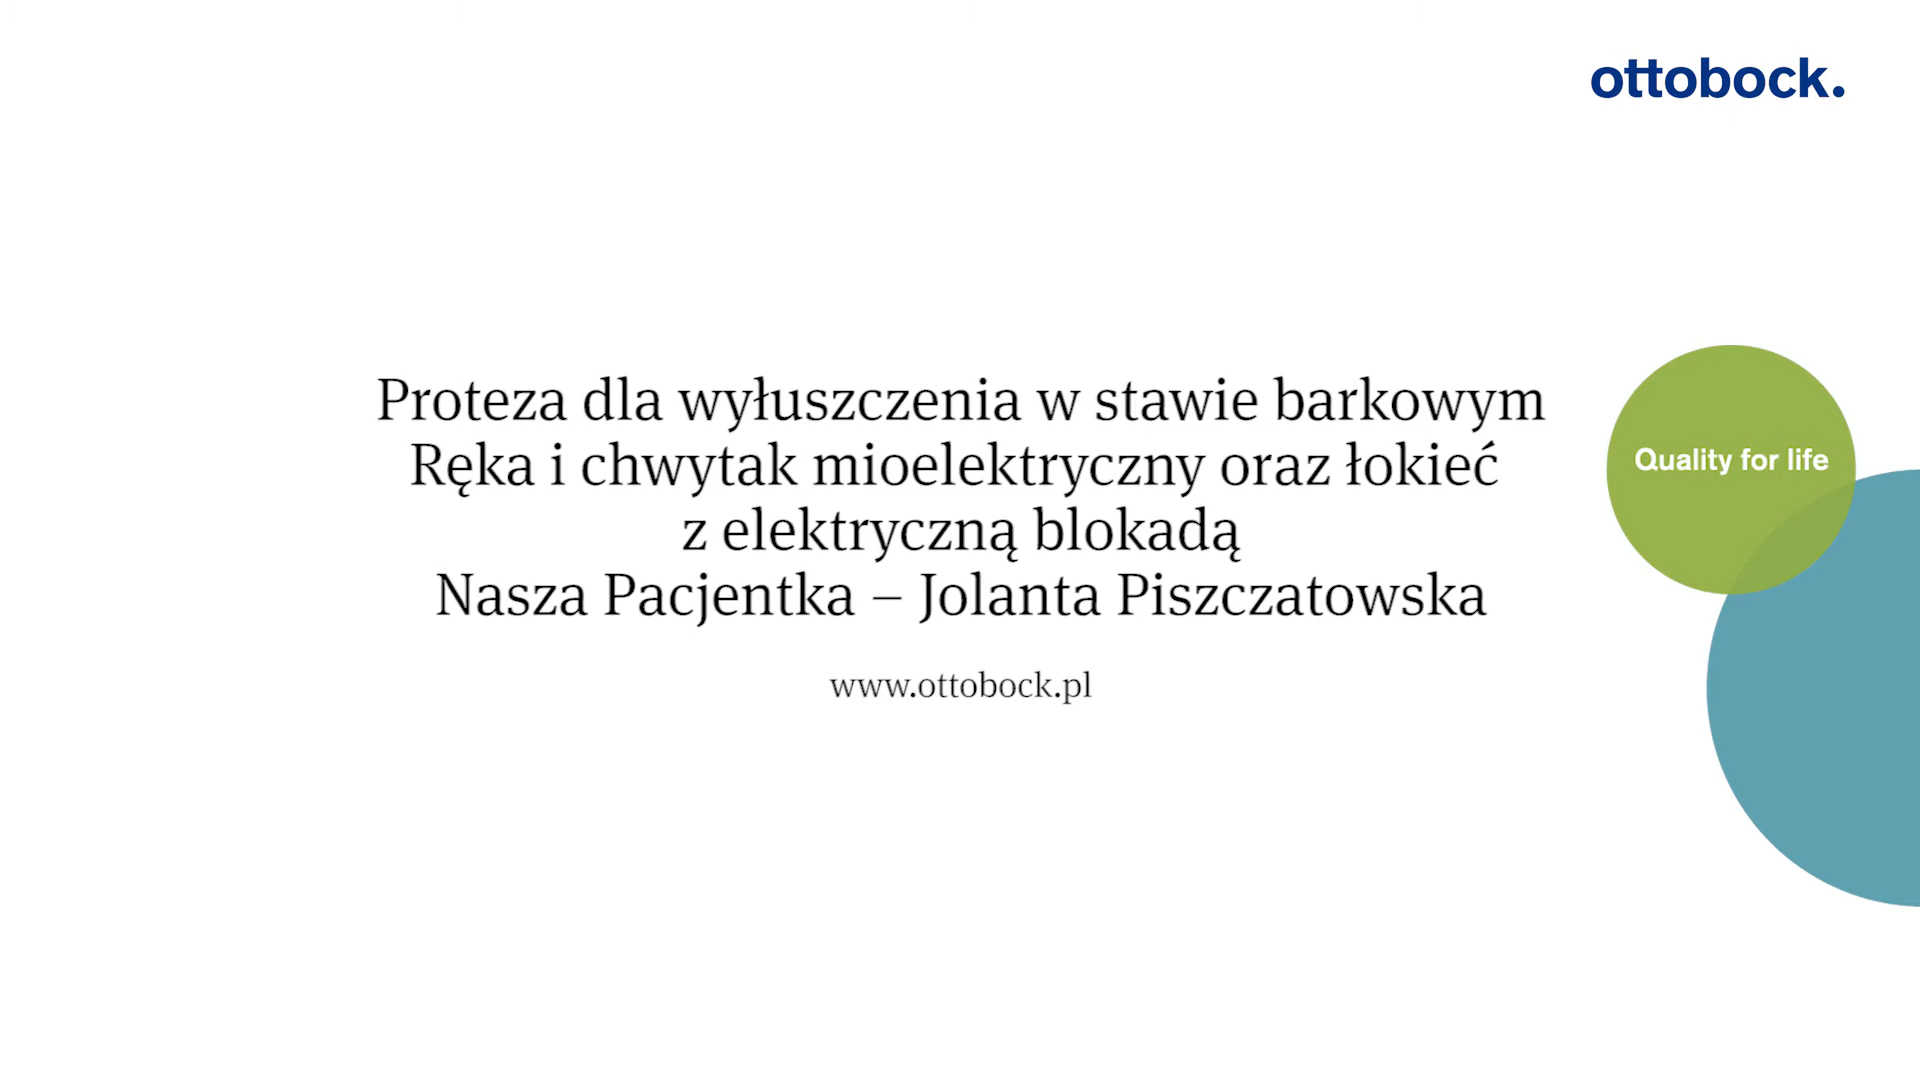 ottobock.
Proteza dla wyłuszczenia w stawie barkowym
Ręka i chwytak mioelektryczny oraz łokieć
z elektryczną blokadą
Nasza Pacjentka – Jolanta Piszczatowska
www.ottobock.pl
Quality for life